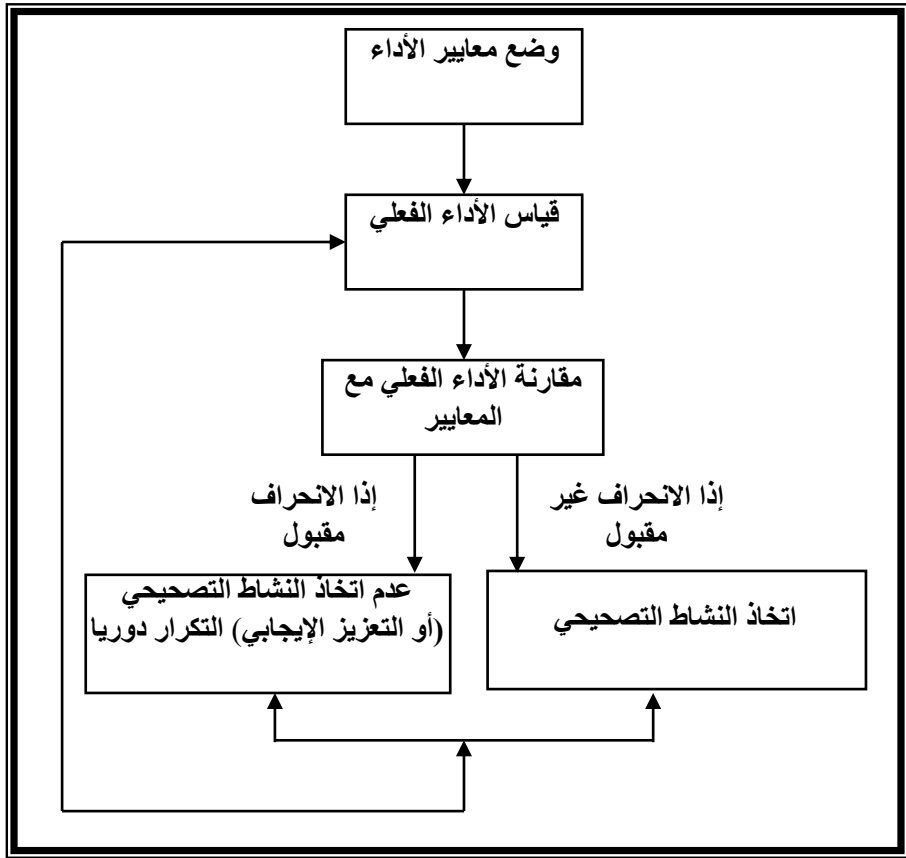 وضع معايير الأداء
قياس الأداء الفعلي
مقارنة الأداء الفعلي مع
المعايير
إذا الانحراف غير
مقبول
إذا الانحراف
مقبول
اتخاذ النشاط التصحيحي
عدم اتخاذ النشاط التصحيحي
(أو التعزيز الإيجابي) التكرار دوريا